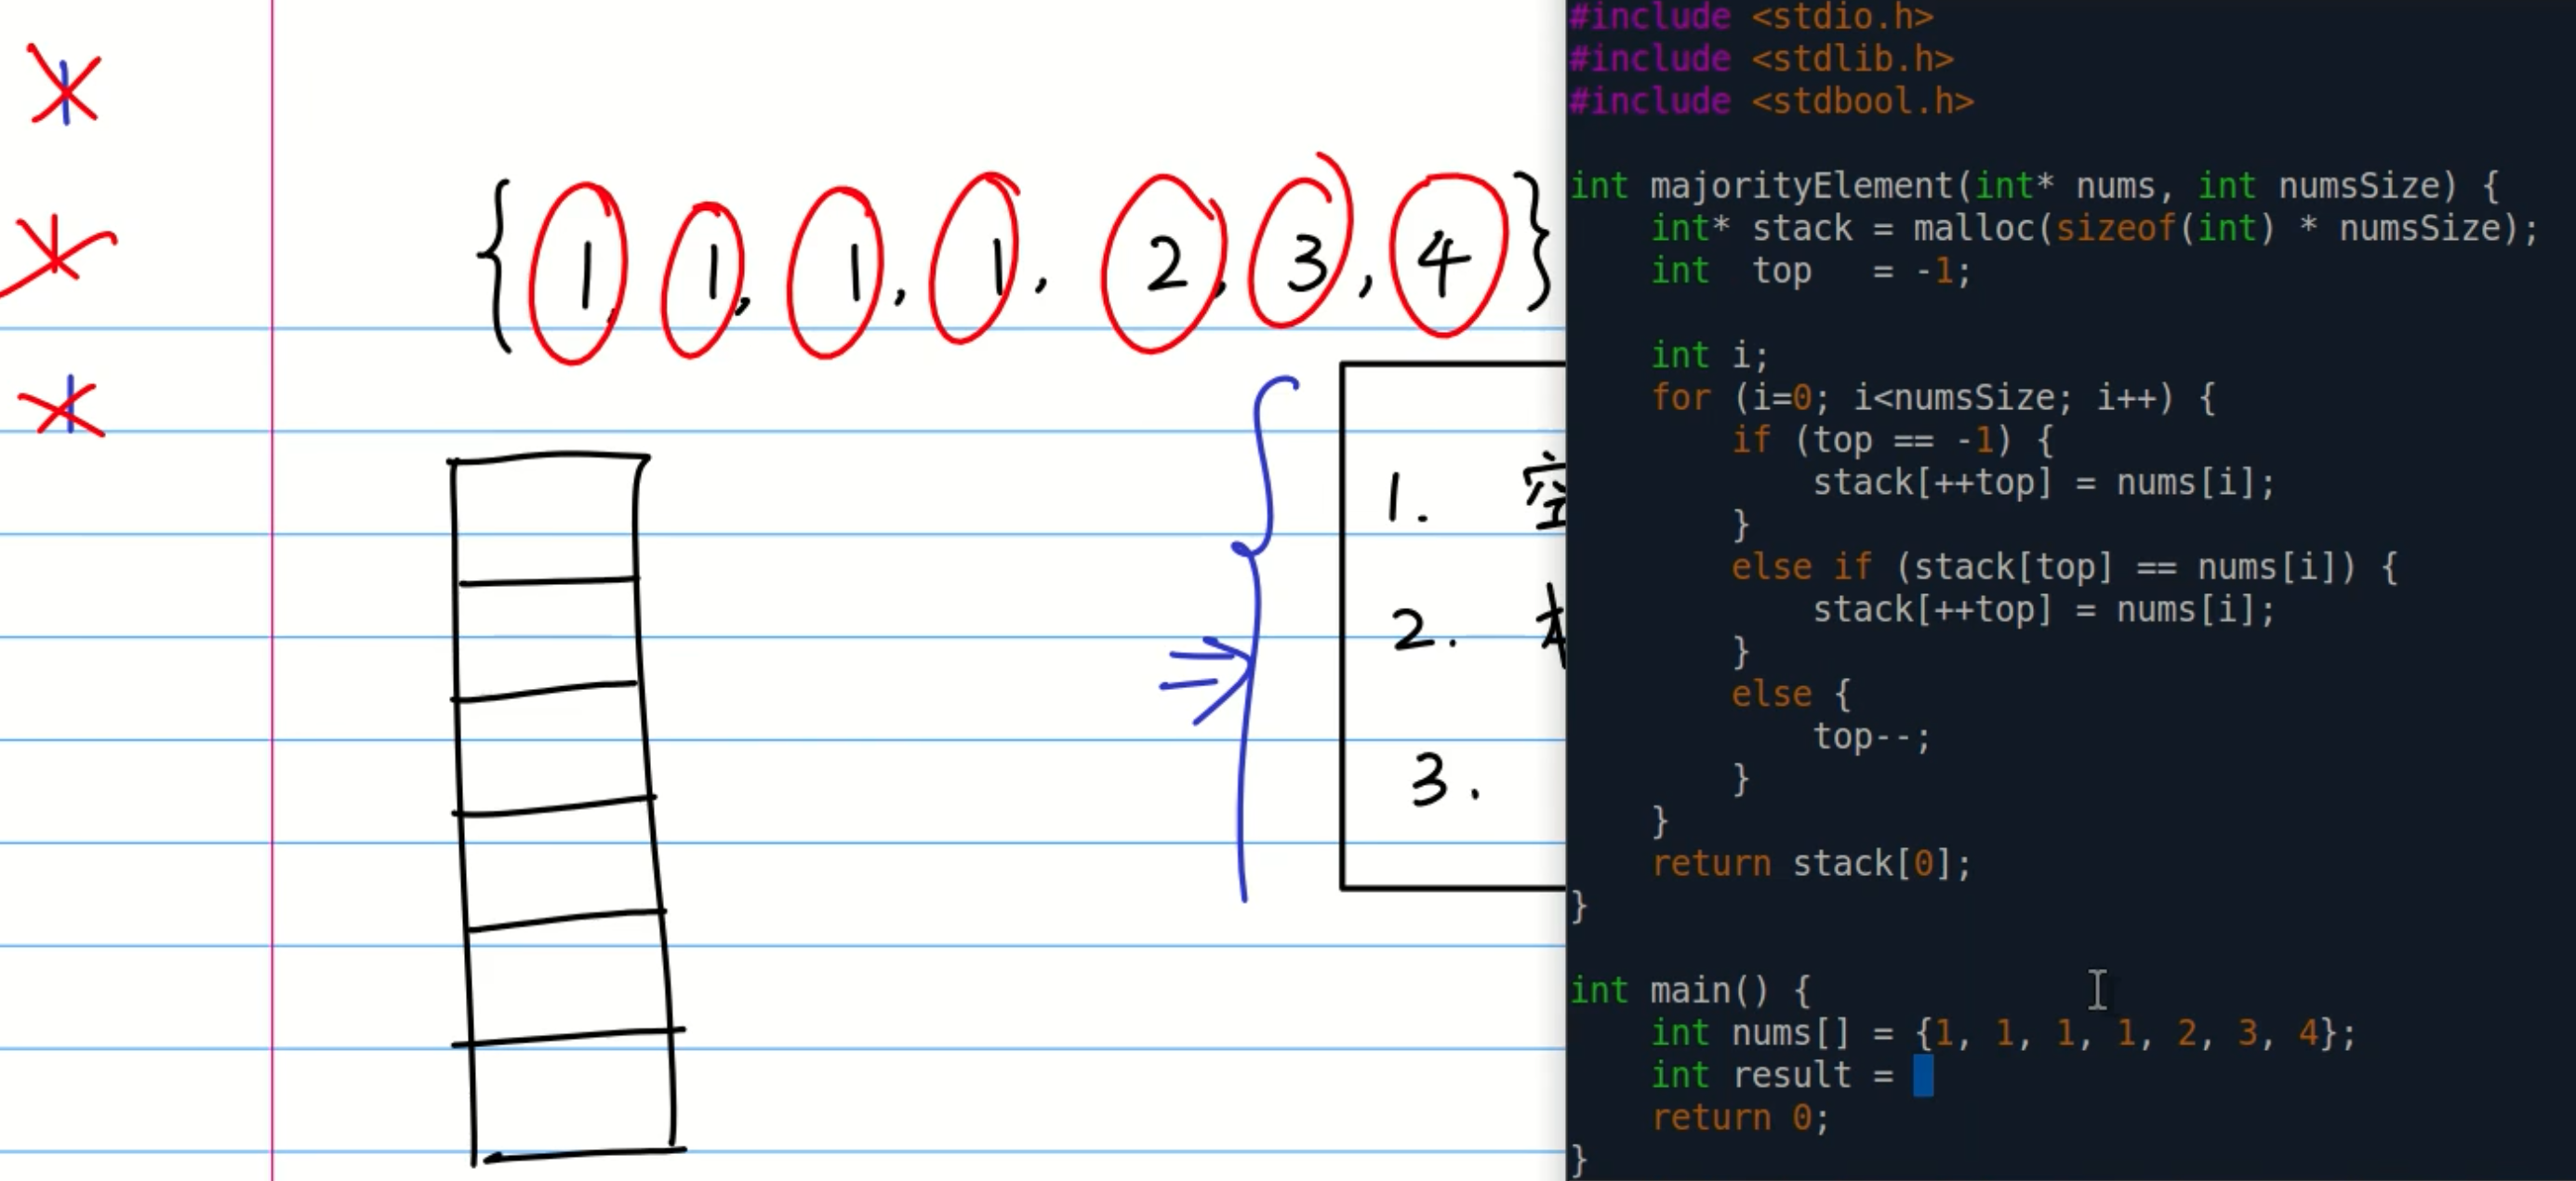 {1, 1, 1, 1, 2, 3, 4}
1. 空
2.
3.
#include <stdio.h>
#include <stdlib.h>
#include <stdbool.h>
int majorityElement(int* nums, int numsSize) {
    int* stack = malloc(sizeof(int) * numsSize);
    int  top   = -1;
    int i;
    for (i=0; i<numsSize; i++) {
        if (top == -1) {
            stack[++top] = nums[i];
        }
        else if (stack[top] == nums[i]) {
            stack[++top] = nums[i];
        }
        else {
            top--;
        }
    }
    return stack[0];
}
int main() {
    int nums[] = {1, 1, 1, 1, 2, 3, 4};
    int result =
    return 0;
}